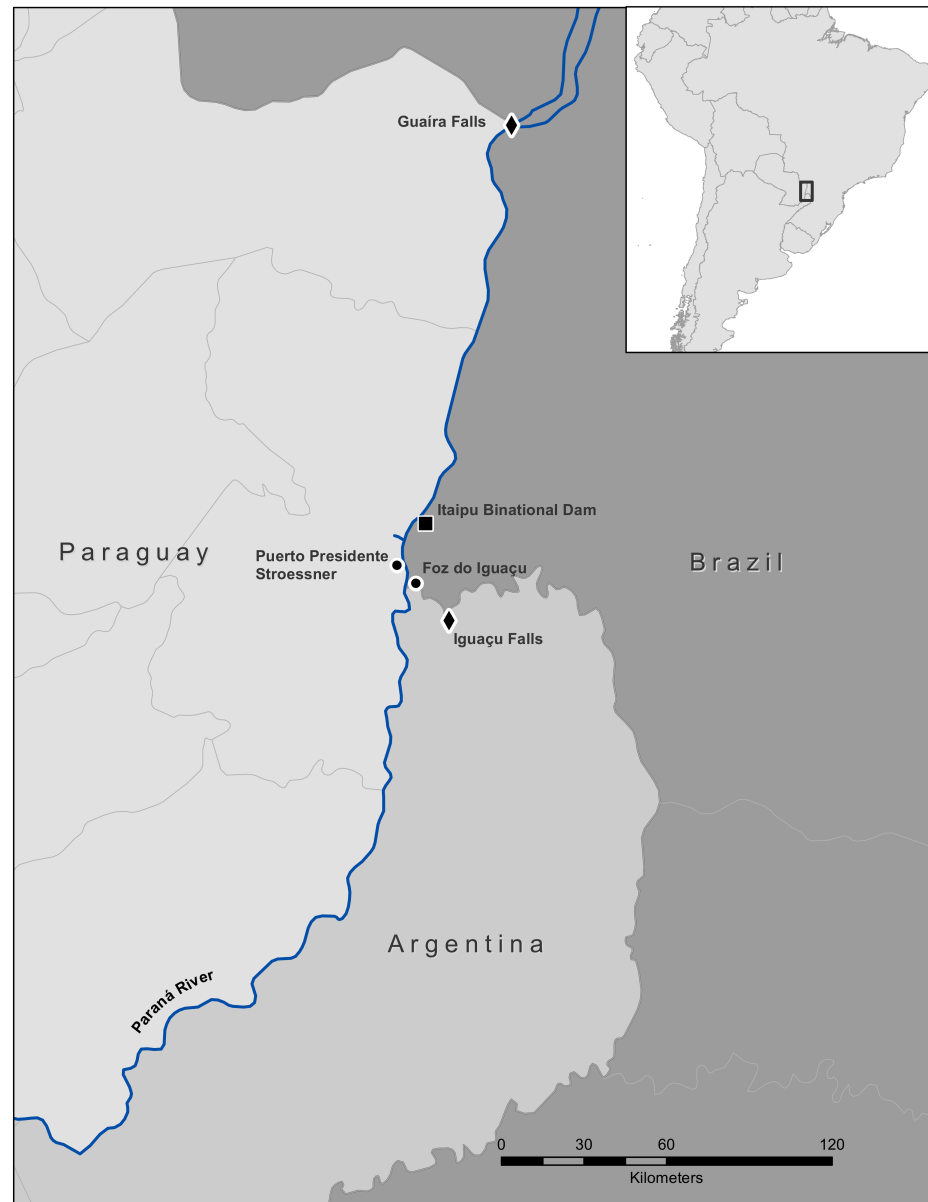 Guaíra Falls
Itaipu Binational Dam
Paraguay
Puerto Presidente
Stroessner
Foz do Iguaçu
Brazil
Iguaçu Falls
Argentina
Paraná River
0 30 60 120
Kilometers